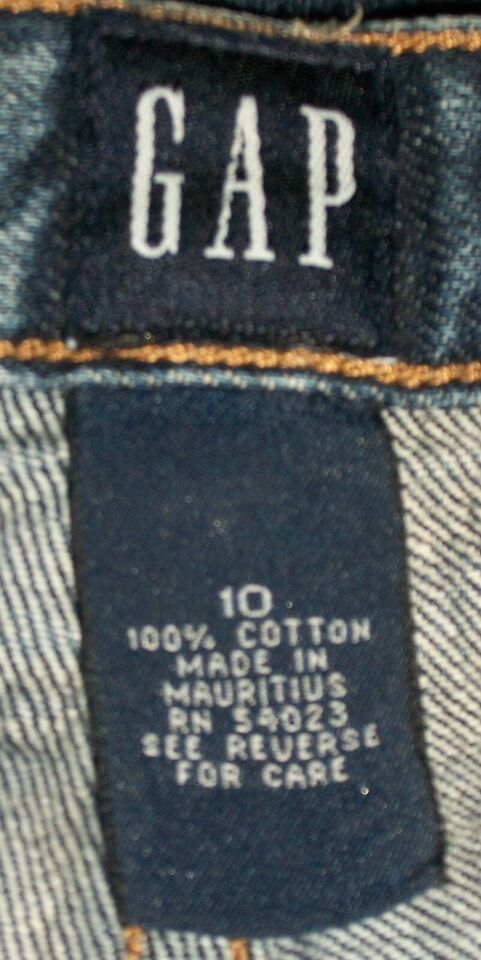 GAP
10
100% COTTON
MADE IN
MAURITIUS
RN 54023
SEE REVERSE
FOR CARE